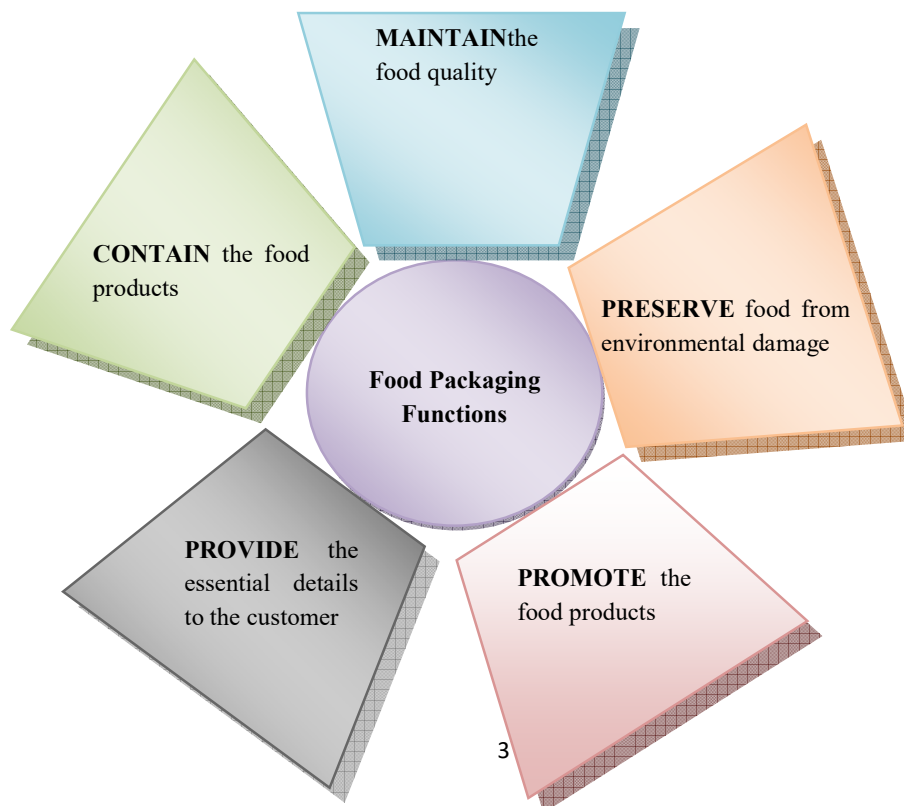 MAINTAINthe
food quality
CONTAIN the food
products
PRESERVE food from
environmental damage
Food Packaging
Functions
PROVIDE the
essential details
to the customer
PROMOTE the
food products
3